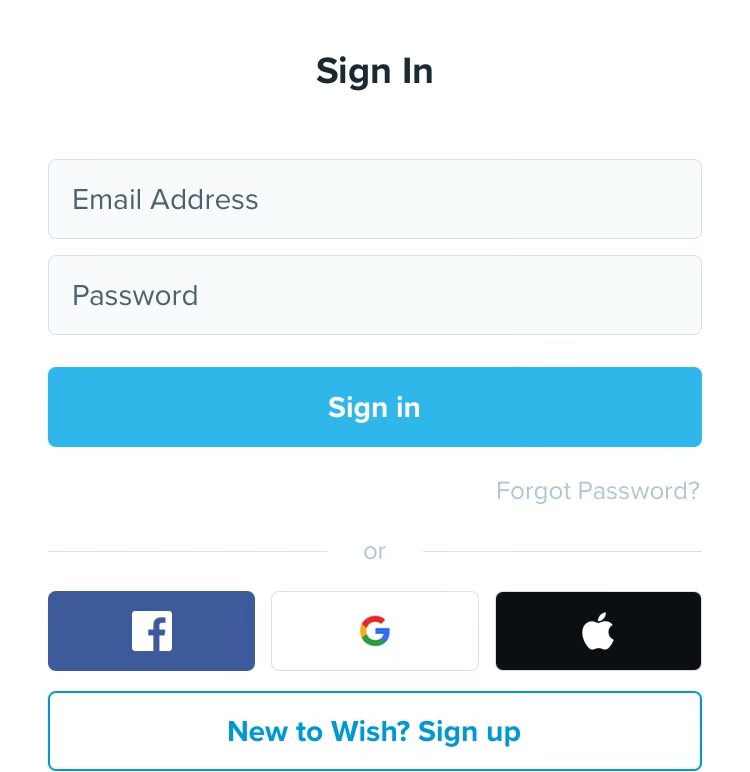 Sign In
Email Address
Password
Sign in
Forgot Password?
or
New to Wish? Sign up